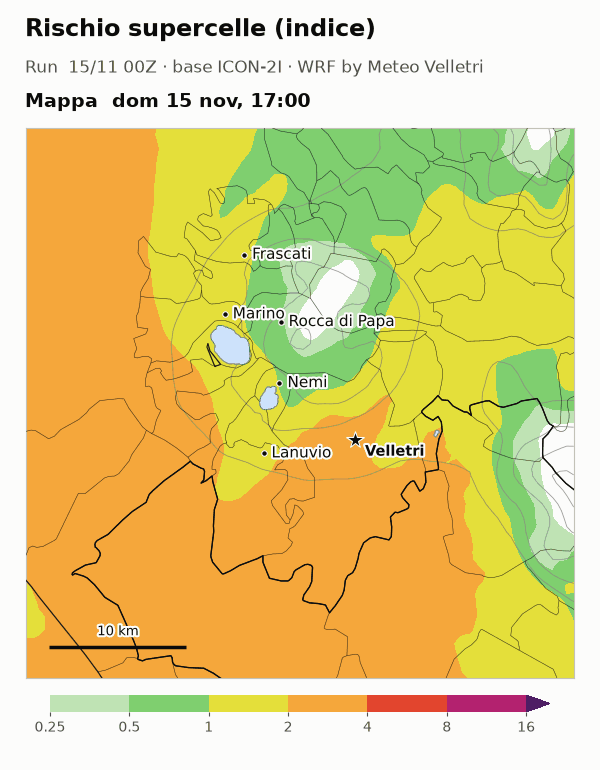 Rischio supercelle (indice)
Run  15/11 00Z · base ICON-2I · WRF by Meteo Velletri
Mappa  dom 15 nov, 17:00
Frascati
Marino
Rocca di Papa
Nemi
Velletri
Lanuvio
10 km
0.25 0.5 1 2 4 8 16